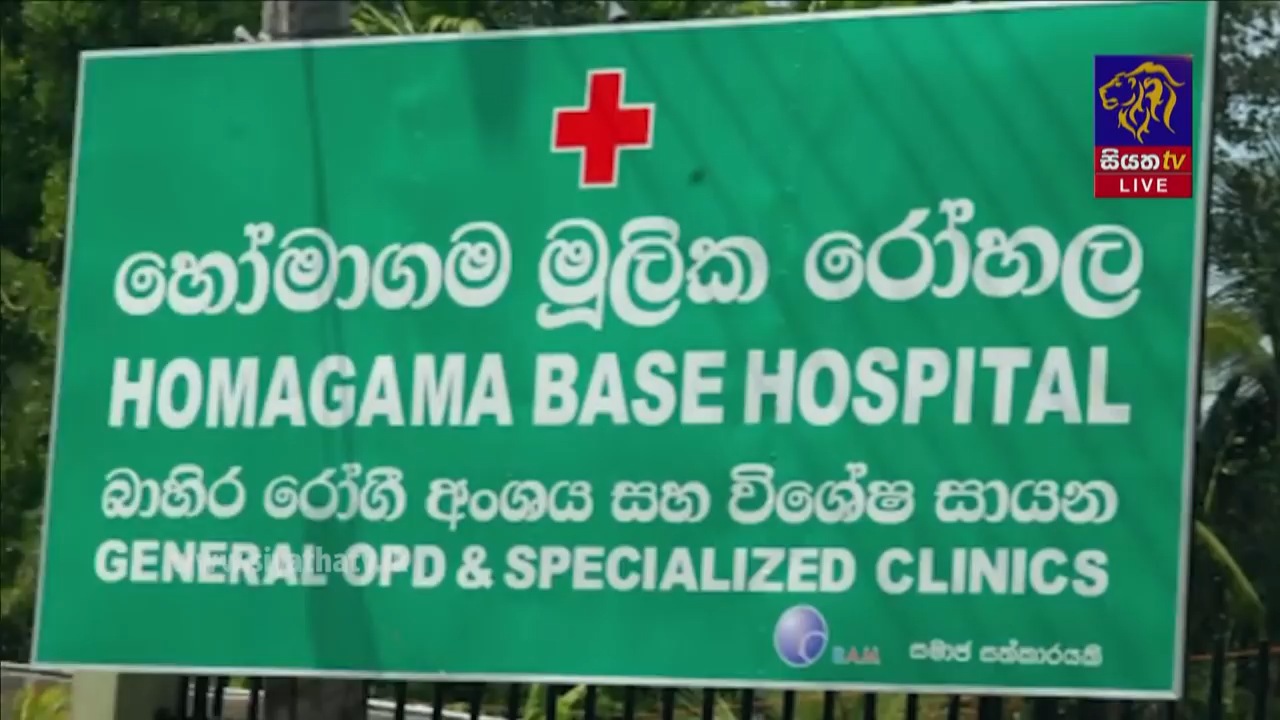 සියත tv
LIVE
හෝමාගම මූලික රෝහල
HOMAGAMA BASE HOSPITAL
බාහිර රෝගී අංශය සහ විශේෂ සායන
GENERAL OPD & SPECIALIZED CLINICS
සමාජ සත්කාරයකි